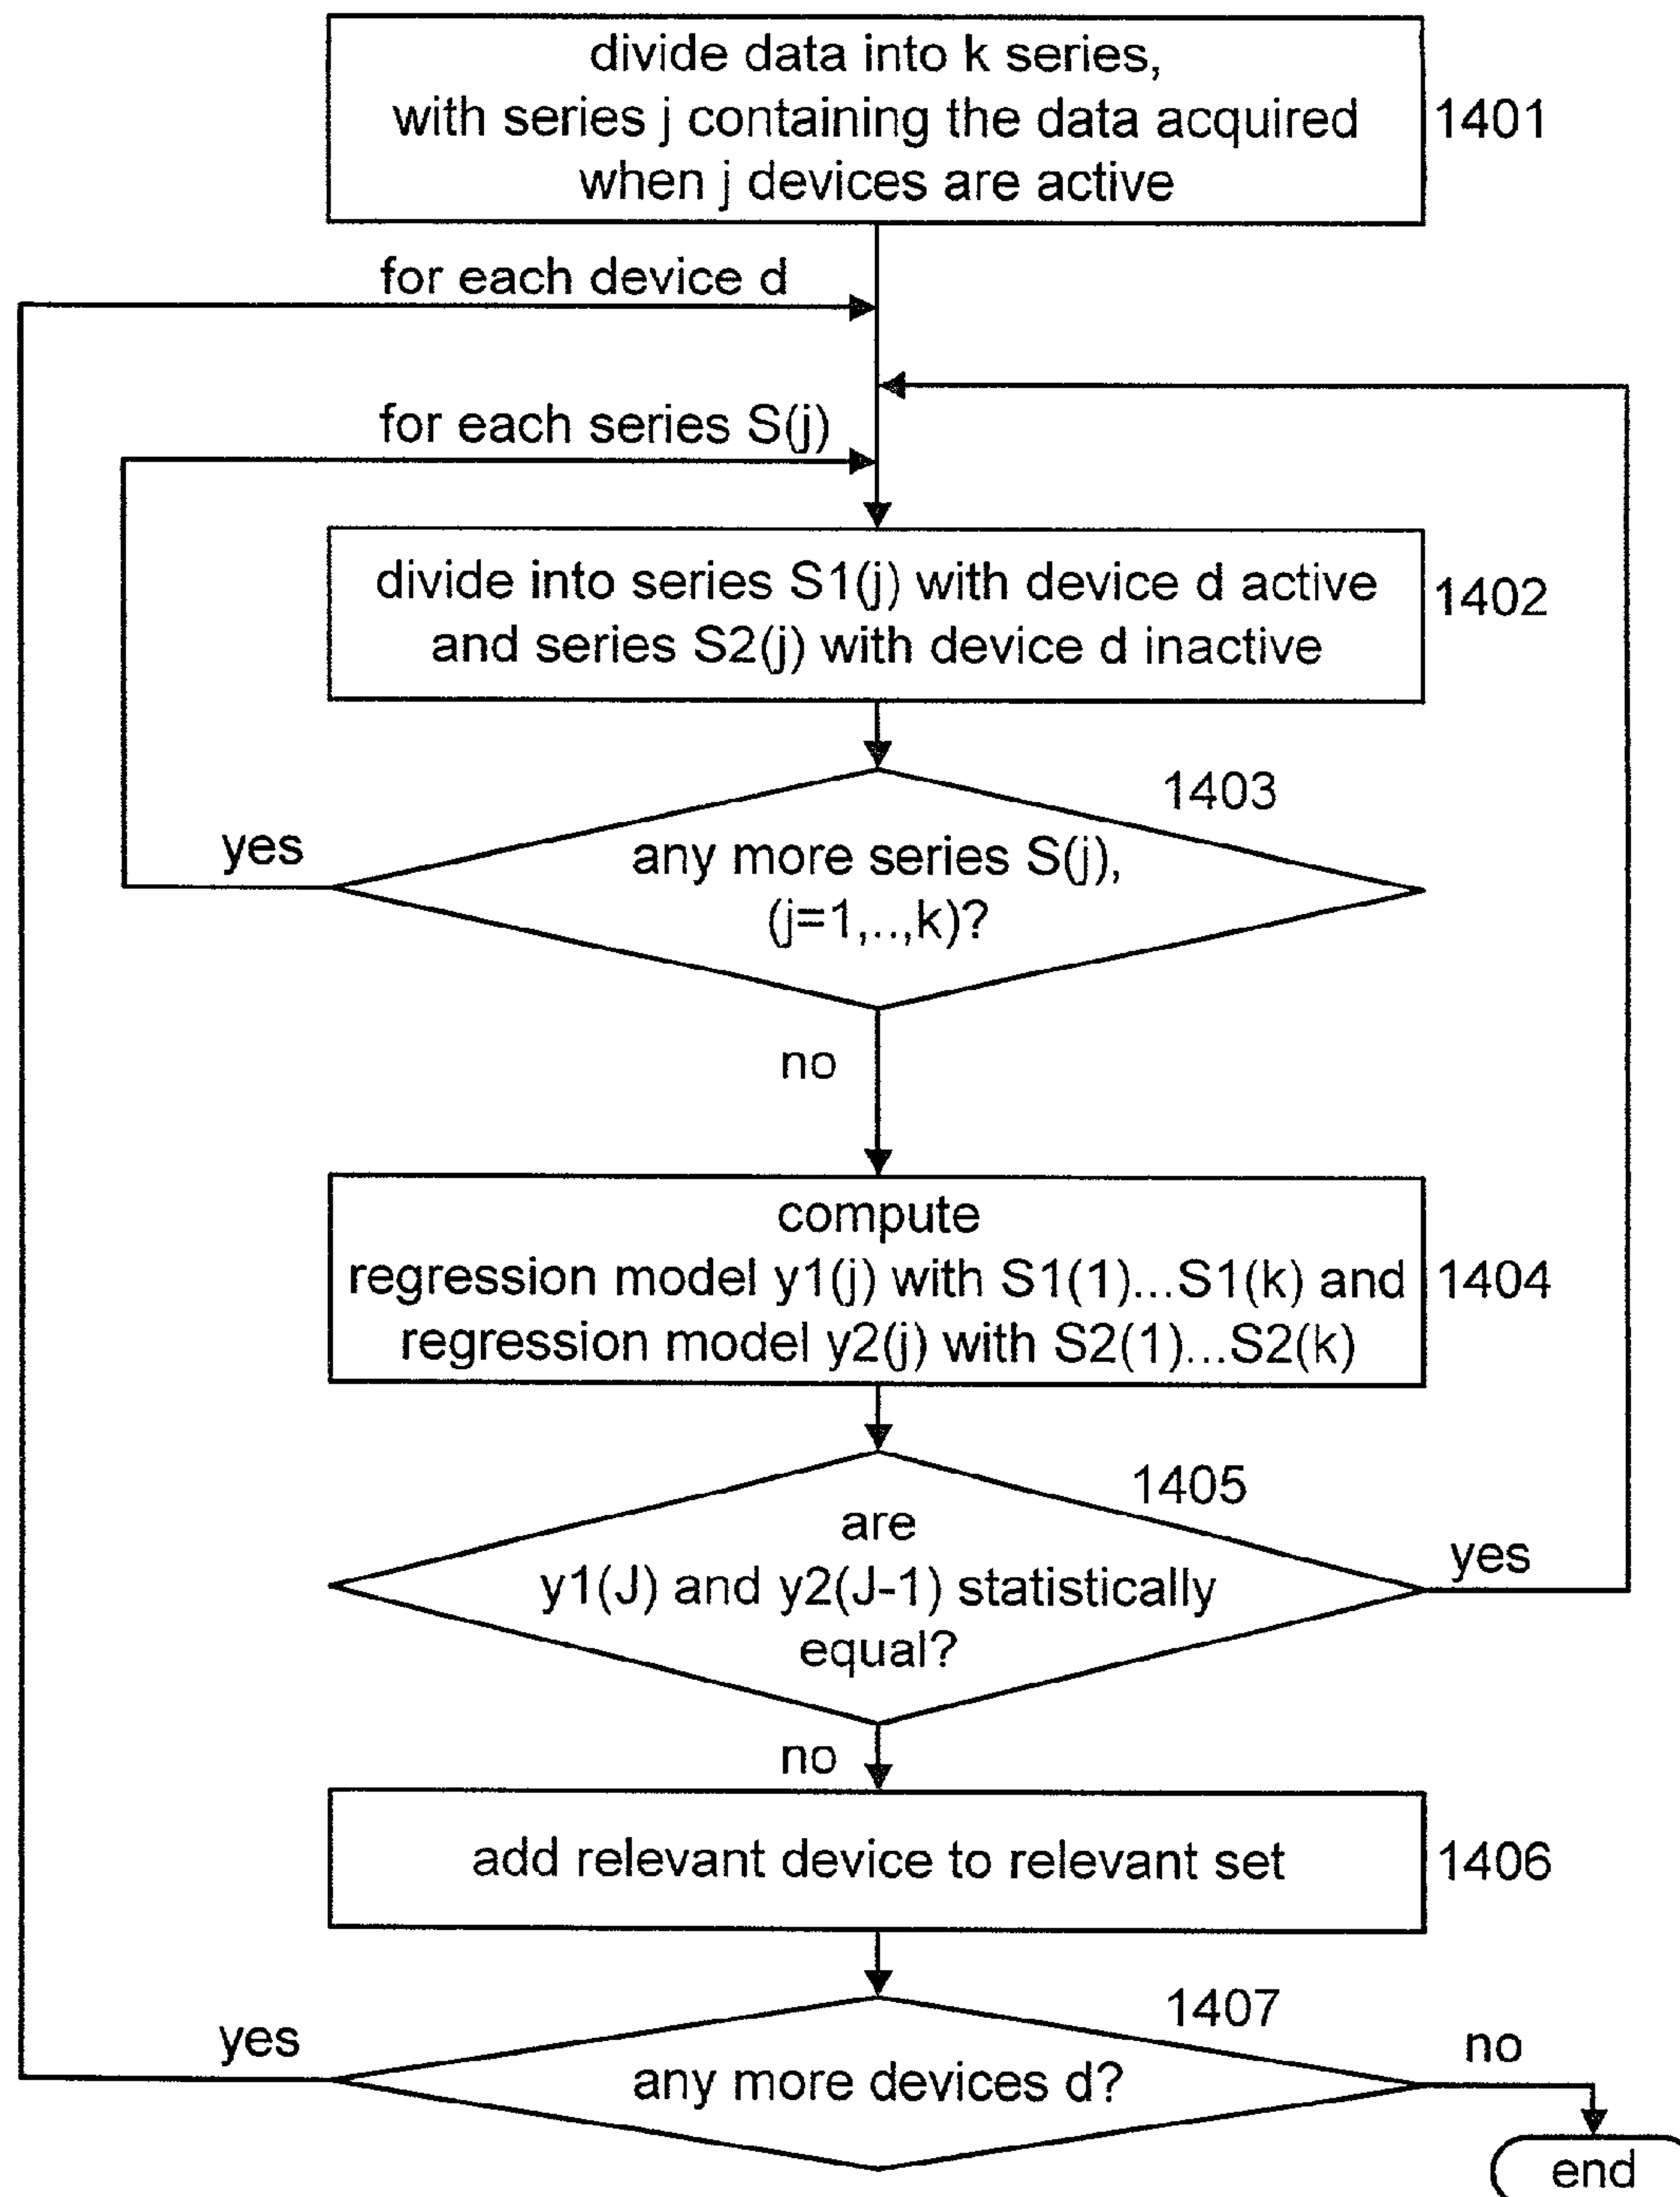 divide data into k series,
with series j containing the data acquired
when j devices are active
1401
for each device d
for each series S(j)
divide into series S1(j) with device d active
and series S2(j) with device d inactive
1402
1403
yes
any more series S(j),
(j=1,..,k)?
no
compute
regression model y1(j) with S1(1)...S1(k) and
regression model y2(j) with S2(1)...S2(k)
1404
1405
are
y1(J) and y2(J-1) statistically
equal?
yes
no
add relevant device to relevant set
1406
1407
yes
any more devices d?
no
end